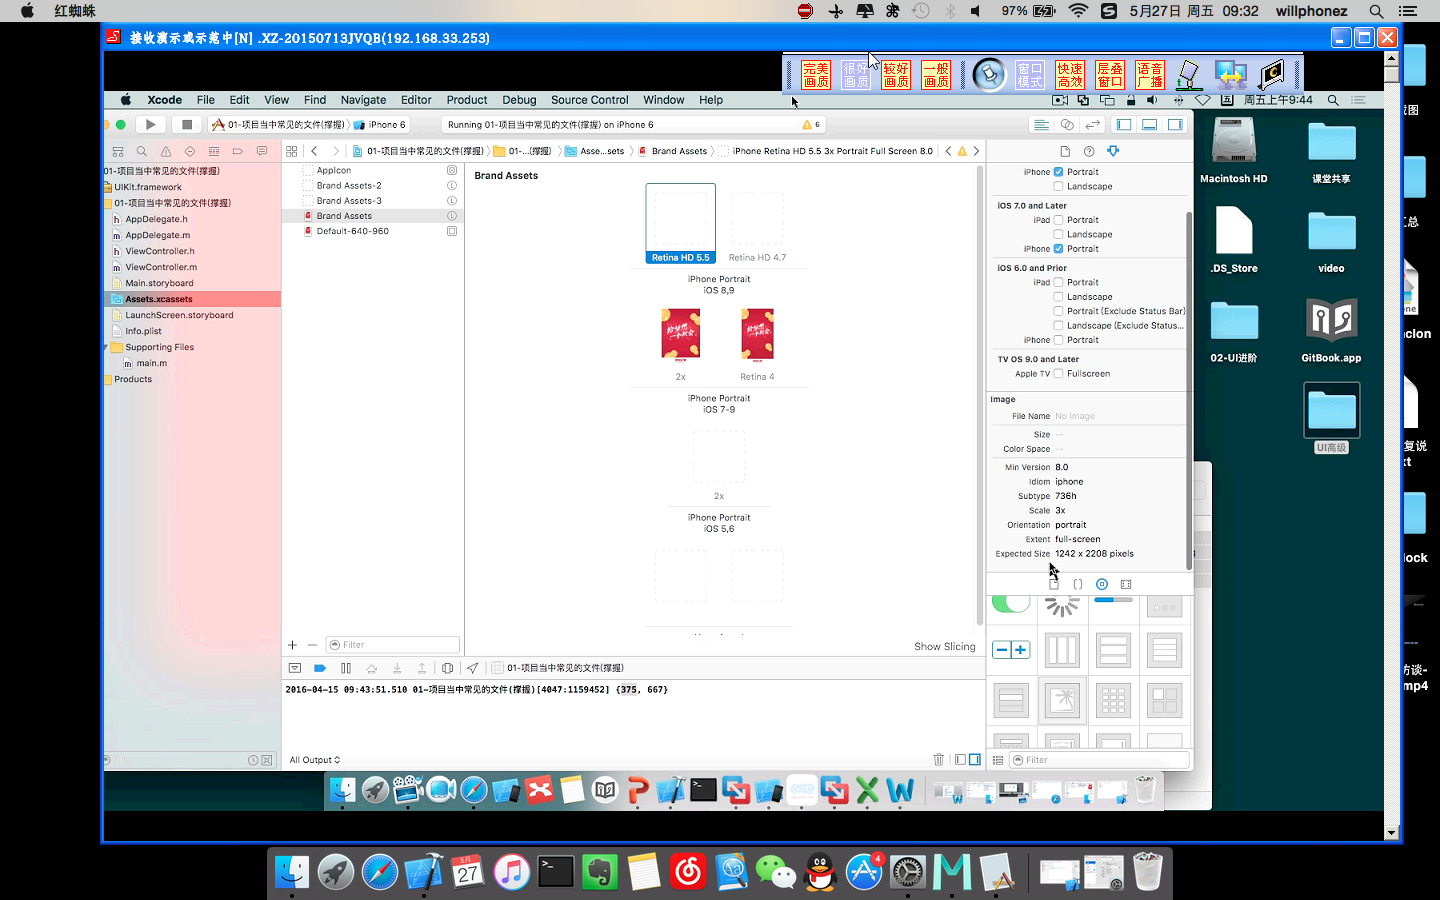 红蜘蛛
97%
5月27日 周五 09:32
willphonez
接收演示或示范中[N] .XZ-20150713JVQB(192.168.33.253)
完美画质
很好画质
较好画质
一般画质
窗口模式
快速高效
层叠窗口
语音广播
Xcode File Edit View Find Navigate Editor Product Debug Source Control Window Help
周五上午9:44
01-项目当中常见的文件(撑握) iPhone 6
Running 01-项目当中常见的文件(撑握) on iPhone 6
6
01-项目当中常见的文件(撑握) 01-...(撑握) Asse...sets Brand Assets iPhone Retina HD 5.5 3x Portrait Full Screen 8.0
01-项目当中常见的文件(撑握)
UIKit.framework
01-项目当中常见的文件(撑握)
AppDelegate.h
AppDelegate.m
ViewController.h
ViewController.m
Main.storyboard
Assets.xcassets
LaunchScreen.storyboard
Info.plist
Supporting Files
main.m
Products
AppIcon
Brand Assets-2
Brand Assets-3
Brand Assets
Default-640-960
Filter
Brand Assets
Retina HD 5.5
Retina HD 4.7
iPhone Portrait
iOS 8,9
2x
Retina 4
iPhone Portrait
iOS 7-9
2x
iPhone Portrait
iOS 5,6
Show Slicing
iPhone Portrait
Landscape
iOS 7.0 and Later
iPad Portrait
Landscape
iPhone Portrait
iOS 6.0 and Prior
iPad Portrait
Landscape
Portrait (Exclude Status Bar)
Landscape (Exclude Status...
iPhone Portrait
TV OS 9.0 and Later
Apple TV Fullscreen
Image
File Name No Image
Size --
Color Space --
Min Version 8.0
Idiom iphone
Subtype 736h
Scale 3x
Orientation portrait
Extent full-screen
Expected Size 1242 x 2208 pixels
Filter
01-项目当中常见的文件(撑握)
2016-04-15 09:43:51.510 01-项目当中常见的文件(撑握)[4047:1159452] {375, 667}
All Output
Macintosh HD
课堂共享
.DS_Store
video
02-UI进阶
GitBook.app
UI高级
5月
27
4